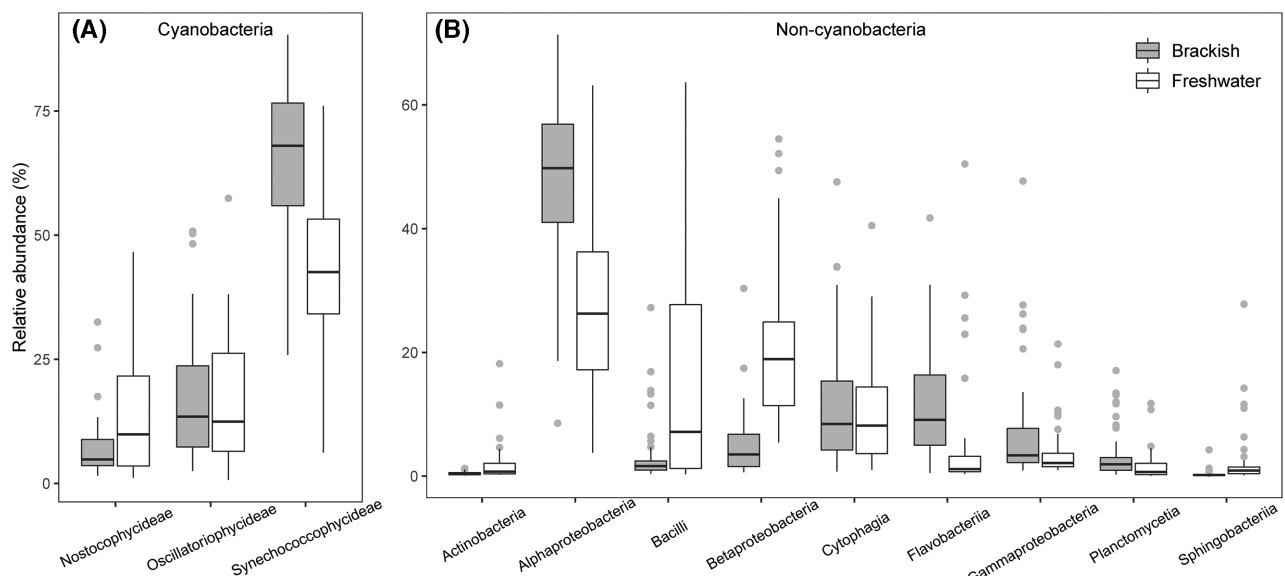 (A)
Cyanobacteria
(B)
Non-cyanobacteria
Brackish
Freshwater
Relative abundance (%)
75
50
25
0
60
40
20
0
Nostocophycideae
Oscillatoriophycideae
Synechococcophycideae
Actinobacteria
Alphaproteobacteria
Bacilli
Betaproteobacteria
Cytophagia
Flavobacteriia
Gammaproteobacteria
Planctomycetia
Sphingobacteriia